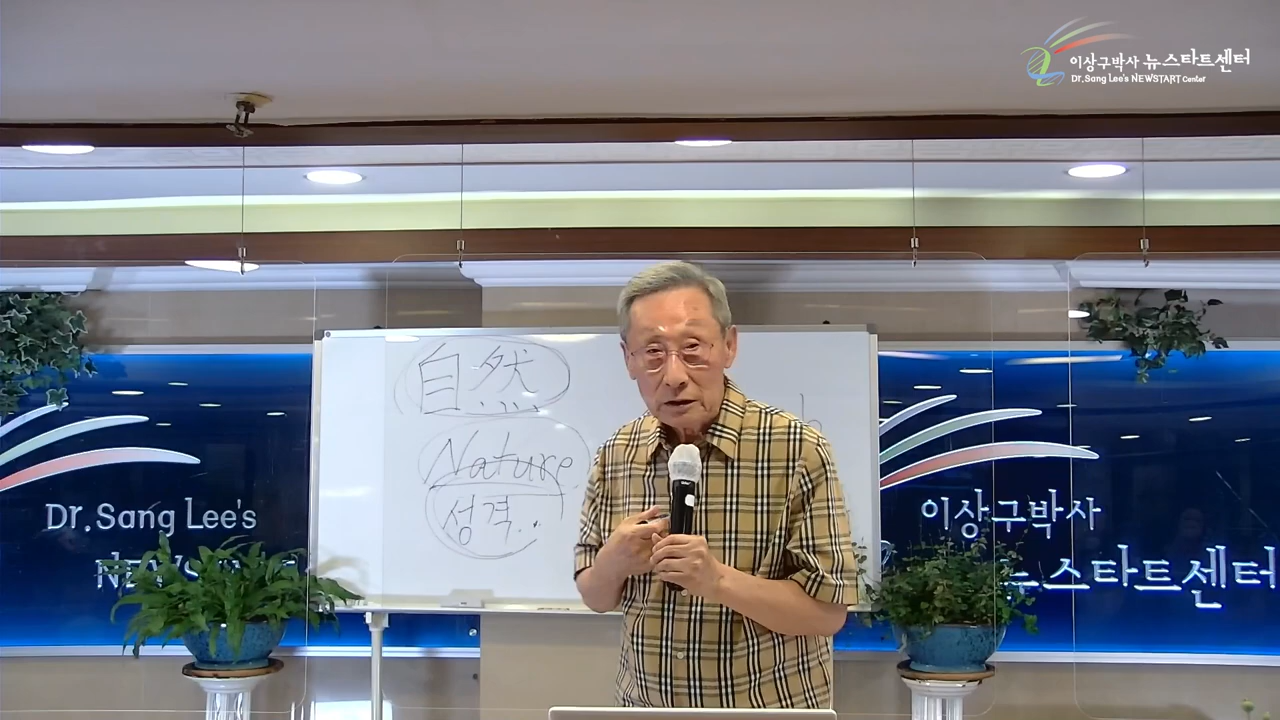 이상구박사 뉴스타트센터
Dr.Sang Lee's NEWSTART Center
自然
Nature
성격..
Dr.Sang Lee's
이상구박사
뉴스타트센터